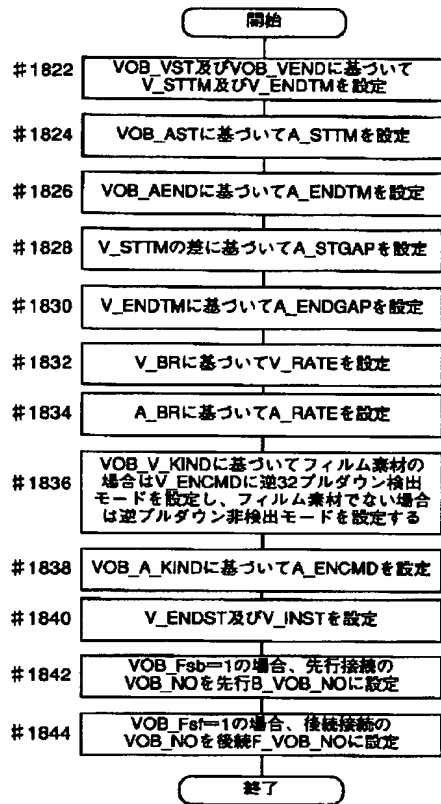 開始
#1822
VOB_VST及びVOB_VENDに基づいて
V_STTM及びV_ENDTMを設定
#1824
VOB_ASTに基づいてA_STTMを設定
#1826
VOB_AENDに基づいてA_ENDTMを設定
#1828
V_STTMの差に基づいてA_STGAPを設定
#1830
V_ENDTMに基づいてA_ENDGAPを設定
#1832
V_BRに基づいてV_RATEを設定
#1834
A_BRに基づいてA_RATEを設定
#1836
VOB_V_KINDに基づいてフィルム素材の
場合はV_ENCMDに逆32プルダウン検出
モードを設定し、フィルム素材でない場合
は逆プルダウン非検出モードを設定する
#1838
VOB_A_KINDに基づいてA_ENCMDを設定
#1840
V_ENDST及びV_INSTを設定
#1842
VOB_Fsb=1の場合、先行接続の
VOB_NOを先行B_VOB_NOに設定
#1844
VOB_Fsf=1の場合、後続接続の
VOB_NOを後続F_VOB_NOに設定
終了